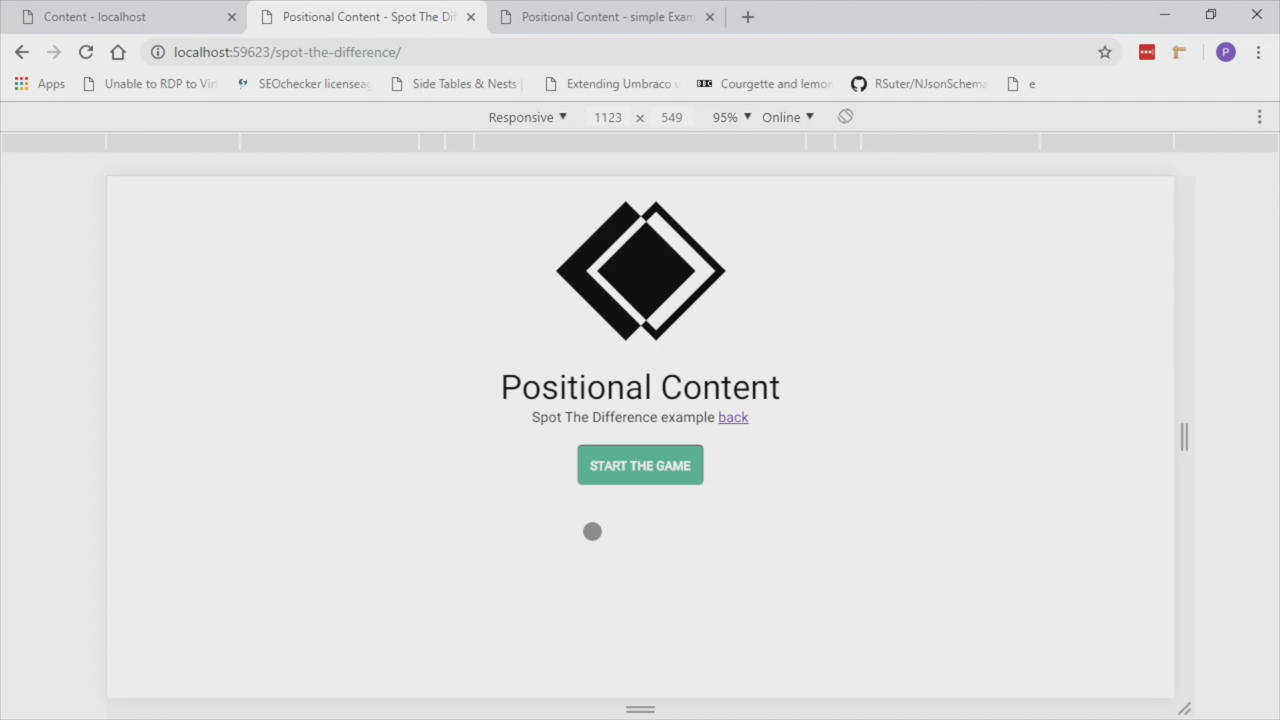 Content - localhost
Positional Content - Spot The Dif
Positional Content - simple Exam
localhost:59623/spot-the-difference/
P
Apps
Unable to RDP to Virt
SEOchecker licenseag
Side Tables & Nests |
Extending Umbraco u
BBC
Courgette and lemon
RSuter/NJsonSchema
e
Responsive
1123 x 549
95%
Online
Positional Content
Spot The Difference example back
START THE GAME